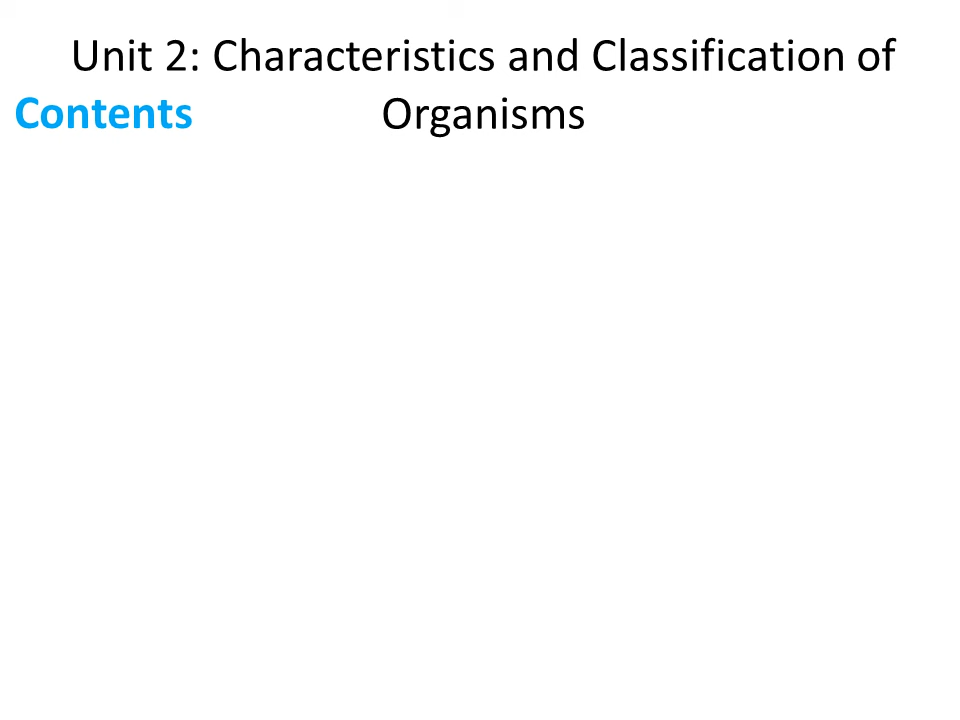 Unit 2: Characteristics and Classification of
Organisms
Contents